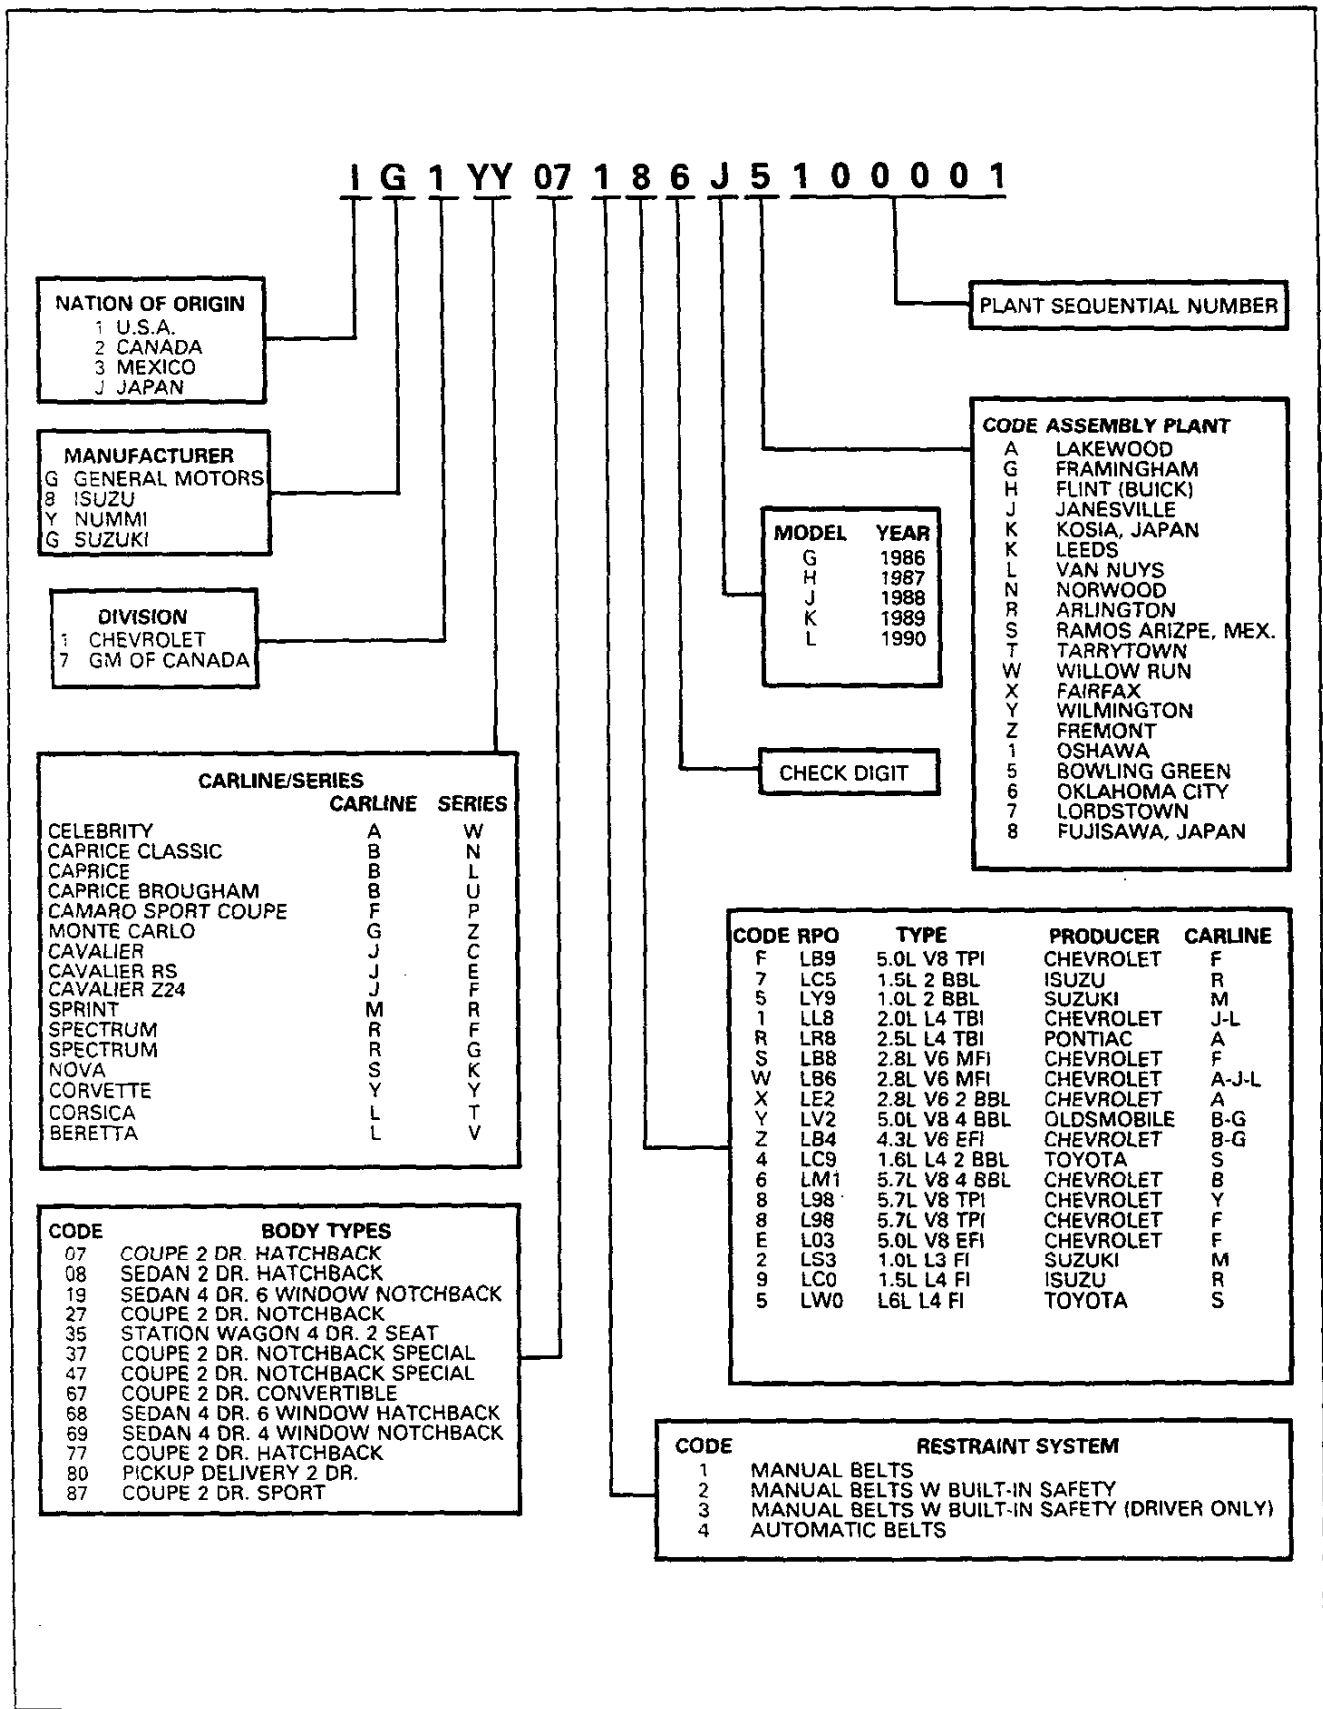 I G 1 YY 07 1 8 6 J 5 1 0 0 0 0 1
NATION OF ORIGIN
1 U.S.A.
2 CANADA
3 MEXICO
J JAPAN
PLANT SEQUENTIAL NUMBER
MANUFACTURER
G GENERAL MOTORS
8 ISUZU
Y NUMMI
G SUZUKI
DIVISION
1 CHEVROLET
7 GM OF CANADA
MODEL YEAR
G 1986
H 1987
J 1988
K 1989
L 1990
CODE ASSEMBLY PLANT
A LAKEWOOD
G FRAMINGHAM
H FLINT (BUICK)
J JANESVILLE
K KOSIA, JAPAN
K LEEDS
L VAN NUYS
N NORWOOD
R ARLINGTON
S RAMOS ARIZPE, MEX.
T TARRYTOWN
W WILLOW RUN
X FAIRFAX
Y WILMINGTON
Z FREMONT
1 OSHAWA
5 BOWLING GREEN
6 OKLAHOMA CITY
7 LORDSTOWN
8 FUJISAWA, JAPAN
CHECK DIGIT
CARLINE/SERIES
CARLINE SERIES
CELEBRITY A W
CAPRICE CLASSIC B N
CAPRICE B L
CAPRICE BROUGHAM B U
CAMARO SPORT COUPE F P
MONTE CARLO G Z
CAVALIER J C
CAVALIER RS J E
CAVALIER Z24 J F
SPRINT M R
SPECTRUM R F
SPECTRUM R G
NOVA S K
CORVETTE Y Y
CORSICA L T
BERETTA L V
CODE RPO TYPE PRODUCER CARLINE
F LB9 5.0L V8 TPI CHEVROLET F
7 LC5 1.5L 2 BBL ISUZU R
5 LY9 1.0L 2 BBL SUZUKI M
1 LL8 2.0L L4 TBI CHEVROLET J-L
R LR8 2.5L L4 TBI PONTIAC A
S LB8 2.8L V6 MFI CHEVROLET F
W LB6 2.8L V6 MFI CHEVROLET A-J-L
X LE2 2.8L V6 2 BBL CHEVROLET A
Y LV2 5.0L V8 4 BBL OLDSMOBILE B-G
Z LB4 4.3L V6 EFI CHEVROLET B-G
4 LC9 1.6L L4 2 BBL TOYOTA S
6 LM1 5.7L V8 4 BBL CHEVROLET B
8 L98 5.7L V8 TPI CHEVROLET Y
8 L98 5.7L V8 TPI CHEVROLET F
E L03 5.0L V8 EFI CHEVROLET F
2 LS3 1.0L L3 FI SUZUKI M
9 LC0 1.5L L4 FI ISUZU R
5 LW0 L6L L4 FI TOYOTA S
CODE BODY TYPES
07 COUPE 2 DR. HATCHBACK
08 SEDAN 2 DR. HATCHBACK
19 SEDAN 4 DR. 6 WINDOW NOTCHBACK
27 COUPE 2 DR. NOTCHBACK
35 STATION WAGON 4 DR. 2 SEAT
37 COUPE 2 DR. NOTCHBACK SPECIAL
47 COUPE 2 DR. NOTCHBACK SPECIAL
67 COUPE 2 DR. CONVERTIBLE
68 SEDAN 4 DR. 6 WINDOW HATCHBACK
69 SEDAN 4 DR. 4 WINDOW NOTCHBACK
77 COUPE 2 DR. HATCHBACK
80 PICKUP DELIVERY 2 DR.
87 COUPE 2 DR. SPORT
CODE RESTRAINT SYSTEM
1 MANUAL BELTS
2 MANUAL BELTS W BUILT-IN SAFETY
3 MANUAL BELTS W BUILT-IN SAFETY (DRIVER ONLY)
4 AUTOMATIC BELTS